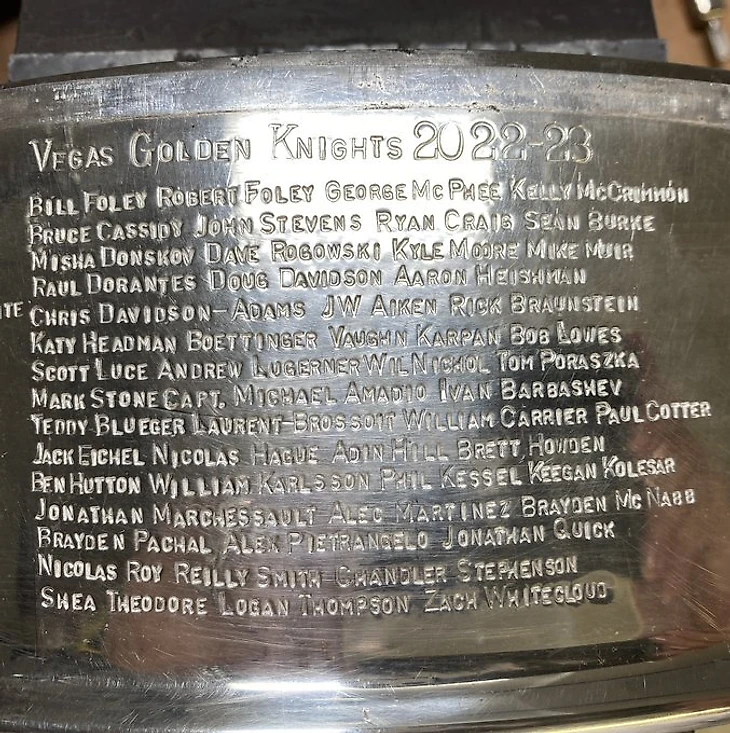 VEGAS GOLDEN KNIGHTS 2022-23
BILL FOLEY ROBERT FOLEY GEORGE MCPHEE KELLY MCCRIMMON
BRUCE CASSIDY JOHN STEVENS RYAN CRAIG SEAN BURKE
MISHA DONSKOV DAVE ROGOWSKI KYLE MOORE MIKE MUIR
RAUL DORANTES DOUG DAVIDSON AARON HEISHMAN
ITE CHRIS DAVIDSON-ADAMS JW AIKEN RICK BRAUNSTEIN
KATY HEADMAN BOETTINGER VAUGHN KARPAN BOB LOWES
SCOTT LUCE ANDREW LUGERNER WIL NICHOL TOM PORASZKA
MARK STONE CAPT. MICHAEL AMADIO IVAN BARBASHEV
TEDDY BLUEGER LAURENT-BROSSOIT WILLIAM CARRIER PAUL COTTER
JACK EICHEL NICOLAS HAGUE ADIN HILL BRETT HOWDEN
BEN HUTTON WILLIAM KARLSSON PHIL KESSEL KEEGAN KOLESAR
JONATHAN MARCHESSAULT ALEC MARTINEZ BRAYDEN MCNABB
BRAYDEN PACHAL ALEX PIETRANGELO JONATHAN QUICK
NICOLAS ROY REILLY SMITH CHANDLER STEPHENSON
SHEA THEODORE LOGAN THOMPSON ZACH WHITECLOUD